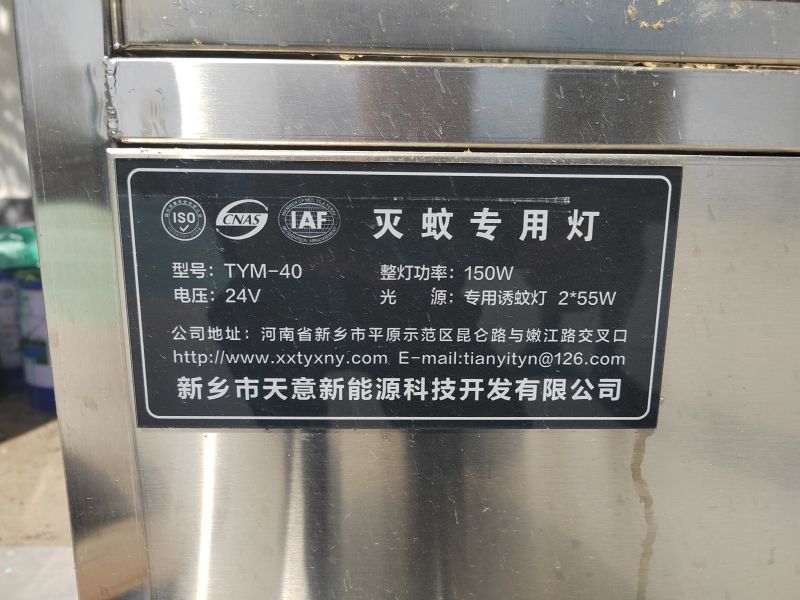 ISO CNAS IAF 灭蚊专用灯
型号：TYM-40 整灯功率：150W
电压：24V 光 源：专用诱蚊灯 2*55W
公司地址：河南省新乡市平原示范区昆仑路与嫩江路交叉口
http://www.xxtyxny.com E-mail:tianyityn@126.com
新乡市天意新能源科技开发有限公司